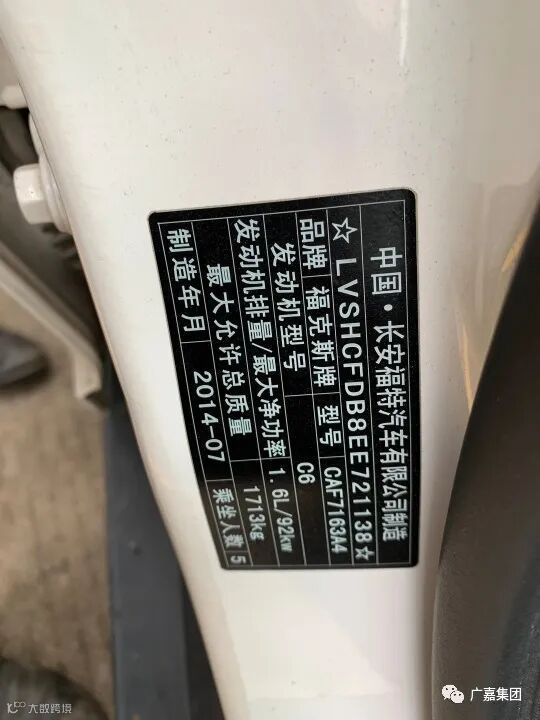 中国·长安福特汽车有限公司制造
☆LVSHCFDB8EE721138☆
品牌 福克斯牌 型号 CAF7163A4
发动机型号 C6
发动机排量/最大净功率 1.6L/92kw
最大允许总质量 1713kg
制造年月 2014-07 乘坐人数 5
大数跨境
广嘉集团